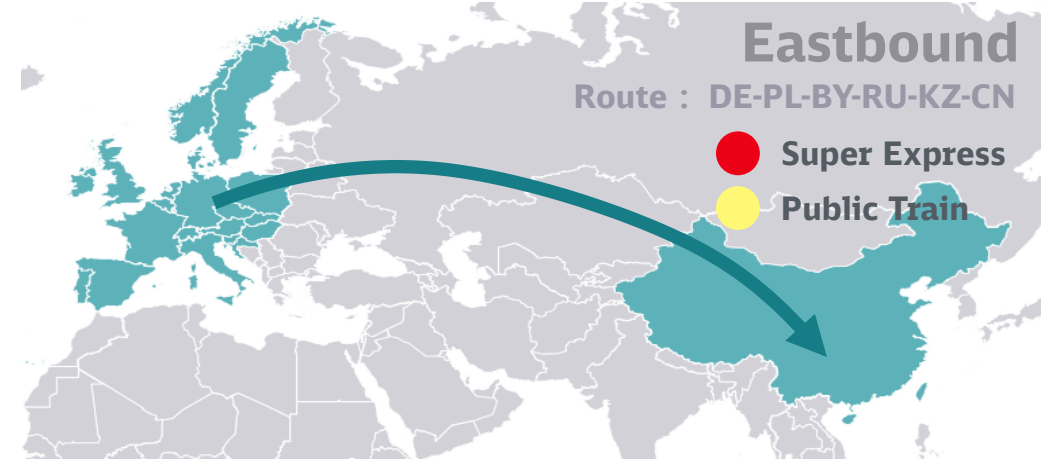 Eastbound
Route : DE-PL-BY-RU-KZ-CN
Super Express
Public Train